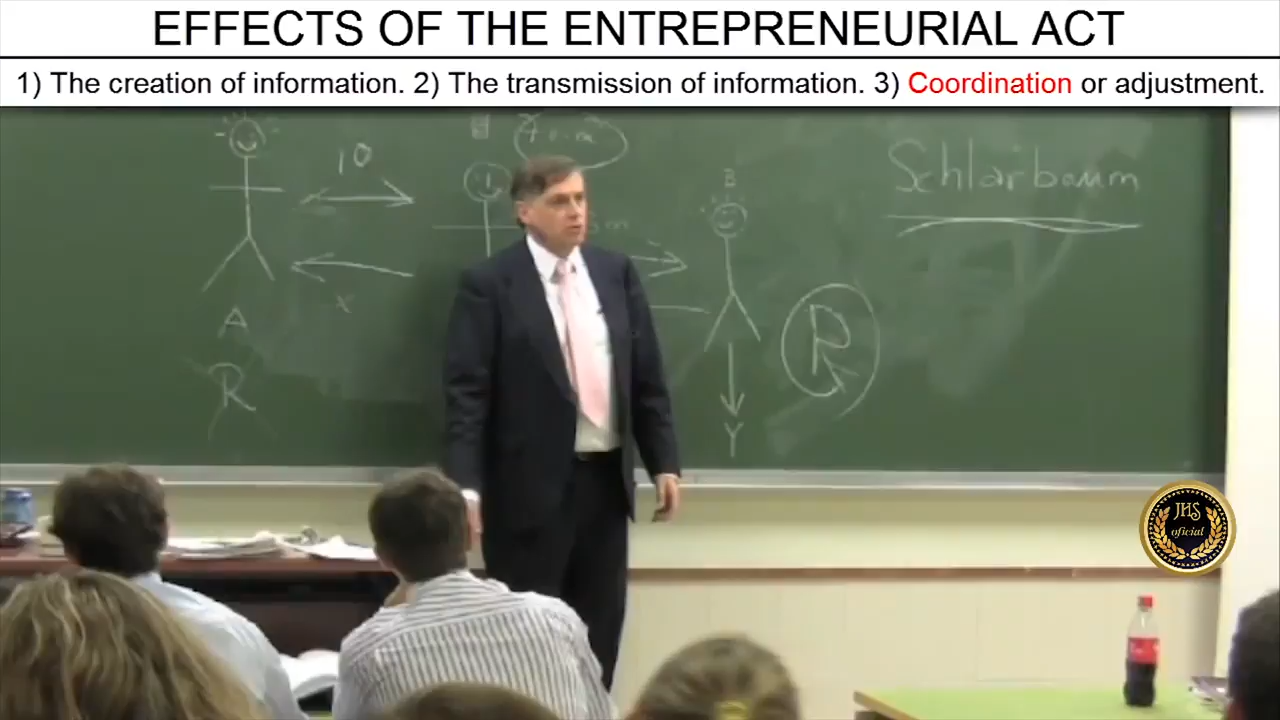 EFFECTS OF THE ENTREPRENEURIAL ACT
1) The creation of information. 2) The transmission of information. 3) Coordination or adjustment.
10
B
Schlarbaum
x
A
R
R
Y
JHS
oficial